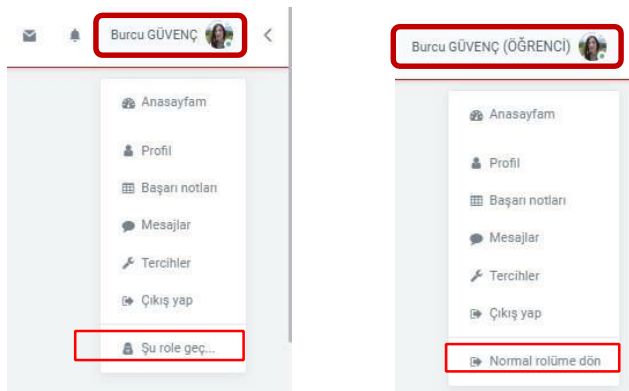 Burcu GÜVENÇ
Anasayfam
Profil
Başarı notları
Mesajlar
Tercihler
Çıkış yap
Şu role geç...
Burcu GÜVENÇ (ÖĞRENCİ)
Anasayfam
Profil
Başarı notları
Mesajlar
Tercihler
Çıkış yap
Normal rolüme dön